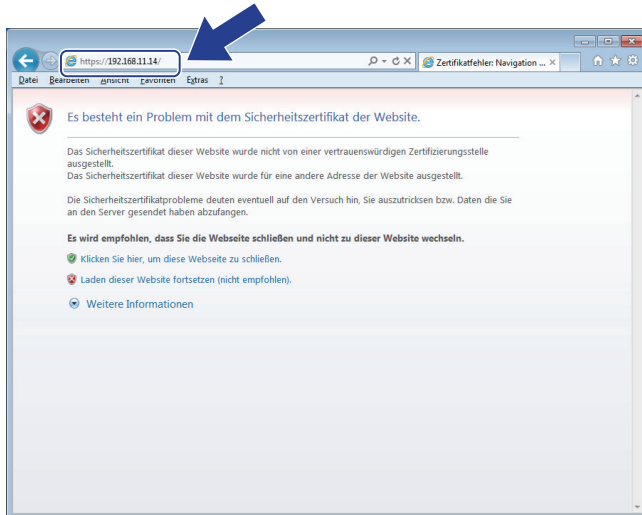 https://192.168.11.14/
Zertifikatfehler: Navigation ...
Datei Bearbeiten Ansicht Favoriten Extras ?
Es besteht ein Problem mit dem Sicherheitszertifikat der Website.
Das Sicherheitszertifikat dieser Website wurde nicht von einer vertrauenswürdigen Zertifizierungsstelle
ausgestellt.
Das Sicherheitszertifikat dieser Website wurde für eine andere Adresse der Website ausgestellt.
Die Sicherheitszertifikatprobleme deuten eventuell auf den Versuch hin, Sie auszutricksen bzw. Daten die Sie
an den Server gesendet haben abzufangen.
Es wird empfohlen, dass Sie die Webseite schließen und nicht zu dieser Website wechseln.
Klicken Sie hier, um diese Webseite zu schließen.
Laden dieser Website fortsetzen (nicht empfohlen).
Weitere Informationen